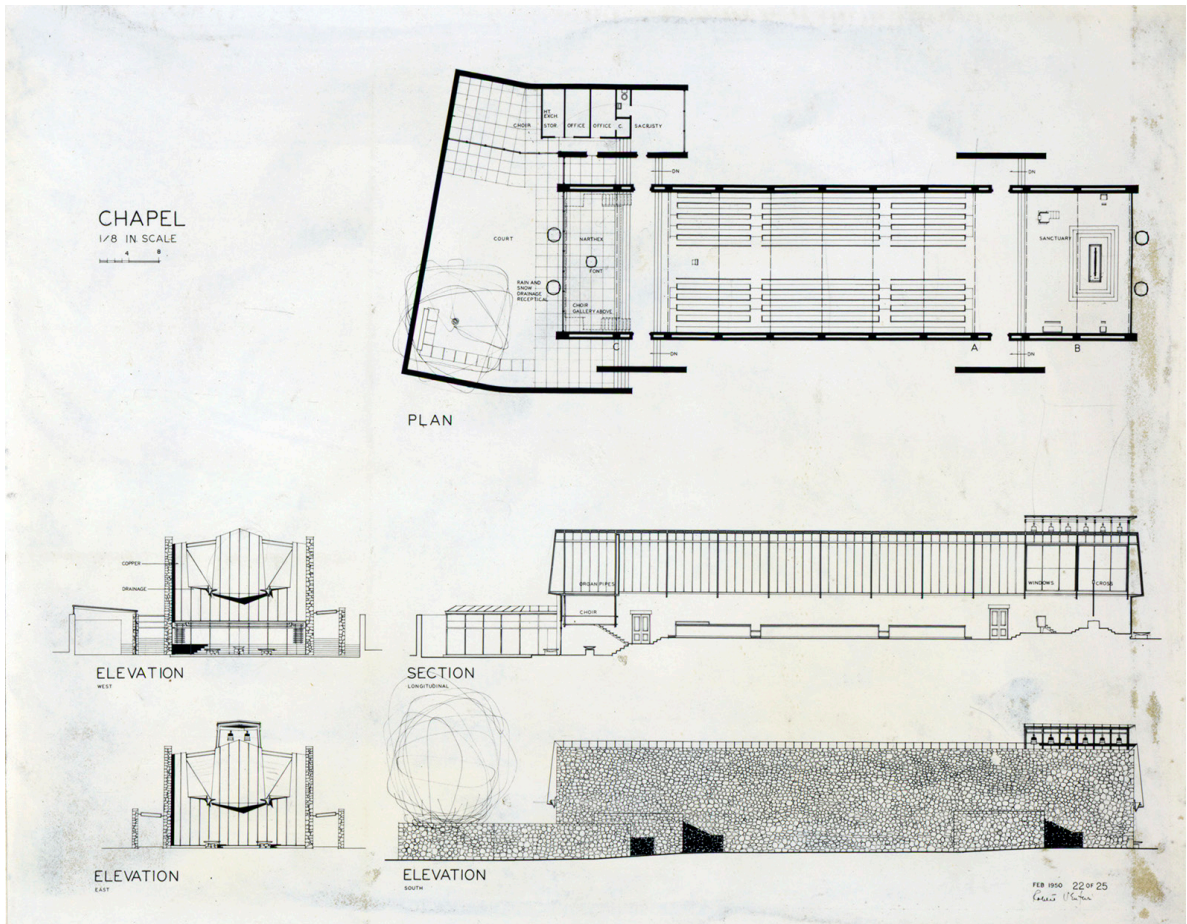 CHAPEL
1/8 IN SCALE
4 8
HT.
EXCH
CHOIR STOR. OFFICE OFFICE C. SACRISTY
DN
DN
COURT
NARTHEX
SANCTUARY
FONT
RAIN AND
SNOW
DRAINAGE
RECEPTICAL
CHOIR
GALLERY ABOVE
C
A
B
DN
DN
PLAN
COPPER
DRAINAGE
ORGAN PIPES
WINDOWS
CROSS
CHOIR
ELEVATION
WEST
SECTION
LONGITUDINAL
ELEVATION
EAST
ELEVATION
SOUTH
FEB 1950 22 OF 25
Robert Venturi